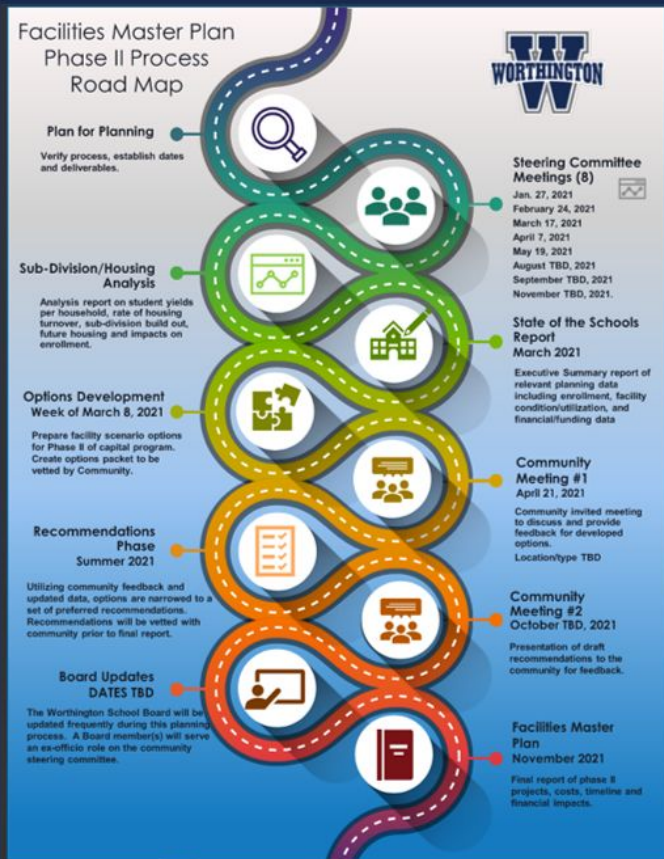 Facilities Master Plan
Phase II Process
Road Map
W
WORTHINGTON
Plan for Planning
Verify process, establish dates
and deliverables.
Steering Committee
Meetings (8)
Jan. 27, 2021
February 24, 2021
March 17, 2021
April 7, 2021
May 19, 2021
August TBD, 2021
September TBD, 2021
November TBD, 2021.
Sub-Division/Housing
Analysis
Analysis report on student yields
per household, rate of housing
turnover, sub-division build out,
future housing and impacts on
enrollment.
State of the Schools
Report
March 2021
Executive Summary report of
relevant planning data
including enrollment, facility
condition/utilization, and
financial/funding data
Options Development
Week of March 8, 2021
Prepare facility scenario options
for Phase II of capital program.
Create options packet to be
vetted by Community.
Community
Meeting #1
April 21, 2021
Community invited meeting
to discuss and provide
feedback for developed
options.
Location/type TBD
Recommendations
Phase
Summer 2021
Utilizing community feedback and
updated data, options are narrowed to a
set of preferred recommendations.
Recommendations will be vetted with
community prior to final report.
Community
Meeting #2
October TBD, 2021
Presentation of draft
recommendations to the
community for feedback.
Board Updates
DATES TBD
The Worthington School Board will be
updated frequently during this planning
process. A Board member(s) will serve
an ex-officio role on the community
steering committee.
Facilities Master
Plan
November 2021
Final report of phase II
projects, costs, timeline and
financial impacts.